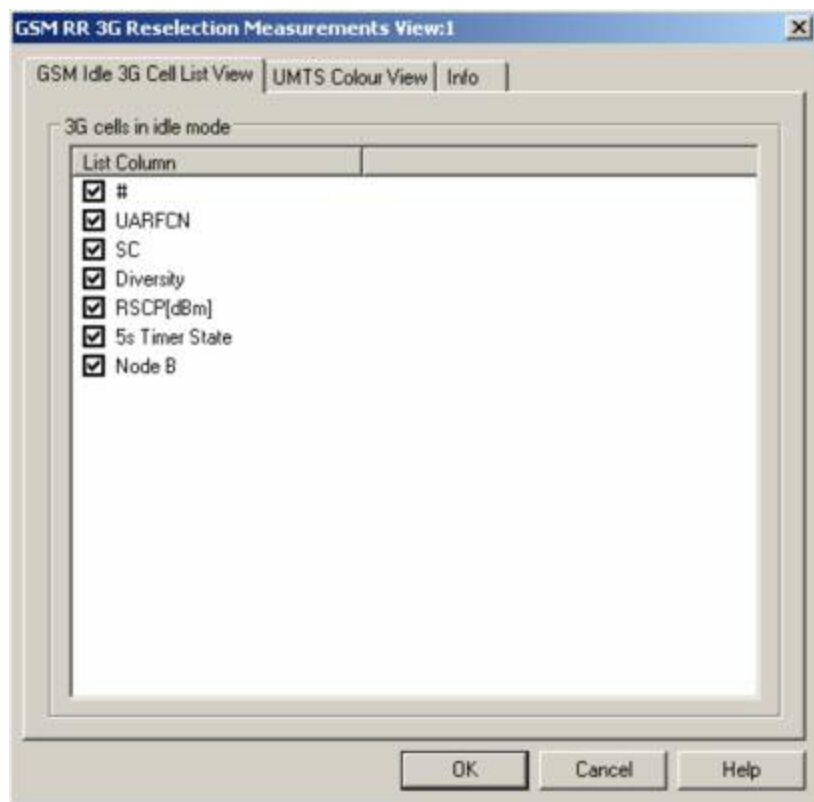 GSM RR 3G Reselection Measurements View:1
GSM Idle 3G Cell List View UMTS Colour View Info
3G cells in idle mode
List Column
#
UARFCN
SC
Diversity
RSCP[dBm]
5s Timer State
Node B
OK Cancel Help